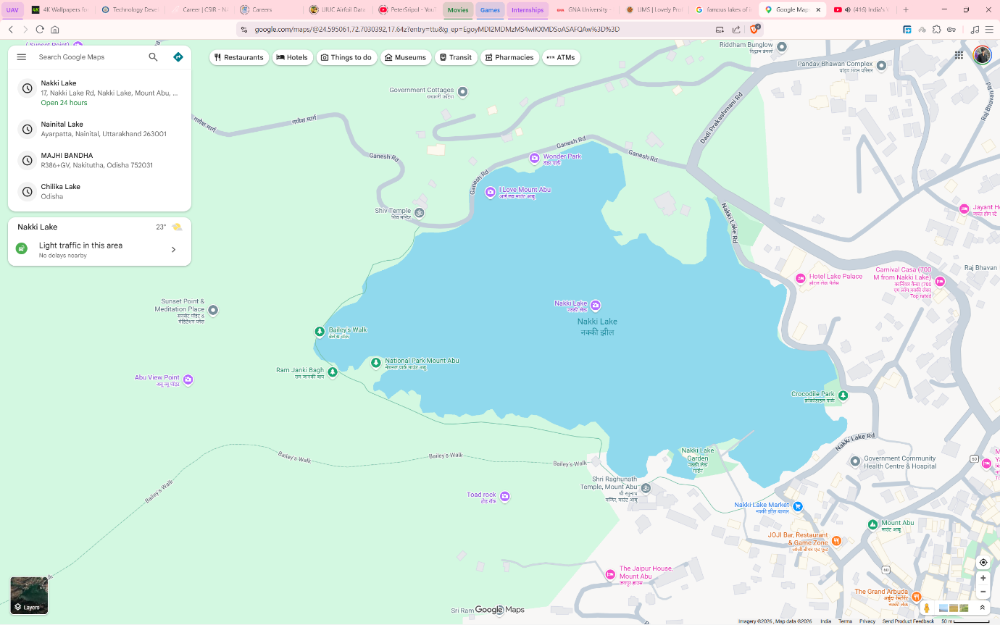 UAV
4K Wallpapers fo
Technology Deve
Career | CSIR - NA
Careers
UIUC Airfoil Data
PeterSripol - YouT
Movies
Games
Internships
GNA University -
UMS | Lovely Prof
famous lakes of i
Google Map
(416) India's Y
google.com/maps/@24.595061,72.7030392,17.64z?entry=ttu&g_ep=EgoyMDI2MDMzMS4wIKXMDSoASAFQAw%3D%3D
Search Google Maps
Restaurants
Hotels
Things to do
Museums
Transit
Pharmacies
ATMs
Nakki Lake
17, Nakki Lake Rd, Nakki Lake, Mount Abu, ...
Open 24 hours
Nainital Lake
Ayarpatta, Nainital, Uttarakhand 263001
MAJHI BANDHA
R386+GV, Nakitutha, Odisha 752031
Chilika Lake
Odisha
Nakki Lake
23°
Light traffic in this area
No delays nearby
Riddham Bunglow
रिद्धम बंगलो
Pandav Bhawan Complex
पांडव भवन परिसर
Government Cottages
सरकारी कॉटेज
गणेश मार्ग
गणेश मार्ग
Ganesh Rd
Ganesh Rd
Ganesh Rd
Ganesh Rd
Dadi Prakashmani Rd
Raj Bhavan
Wonder Park
वंडर पार्क
I Love Mount Abu
आई लव माउंट आबू
Shiv Temple
शिव मन्दिर
Nakki Lake Rd
Jayant Ho
Hotel Lake Palace
होटल लेक पैलेस
Carnival Casa (700
M from Nakki Lake)
कार्निवल कैसा (700
एम फ्रॉम नक्की लेक)
Top rated
Raj Bhavan
Nakki Lake
नक्की लेक
Nakki Lake
नक्की झील
Sunset Point &
Meditation Place
सनसेट पॉइंट &
मेडिटेशन प्लेस
Bailey's Walk
National Park Mount Abu
नेशनल पार्क माउंट आबू
Ram Janki Bagh
राम जानकी बाग
Abu View Point
आबू व्यू पॉइंट
Crocodile Park
क्रोकोडाइल पार्क
Nakki Lake Rd
Nakki Lake
Garden
नक्की लेक
गार्डन
Government Community
Health Centre & Hospital
60
Bailey's Walk
Bailey's Walk
Bailey's Walk
Bailey's Walk
Shri Raghunath
Temple, Mount Abu
श्री रघुनाथ
मन्दिर, माउंट आबू
Toad rock
टोड रॉक
Nakki Lake Market
नक्की झील बाजार
Mount Abu
माउंट आबू
JOJI Bar, Restaurant
& Game Zone
The Jaipur House,
Mount Abu
जयपुर हाउस
60
The Grand Arbuda
Layers
Sri Ram
Google Maps
Imagery ©2026 , Map data ©2026
India
Terms
Privacy
Send Product Feedback
50 m